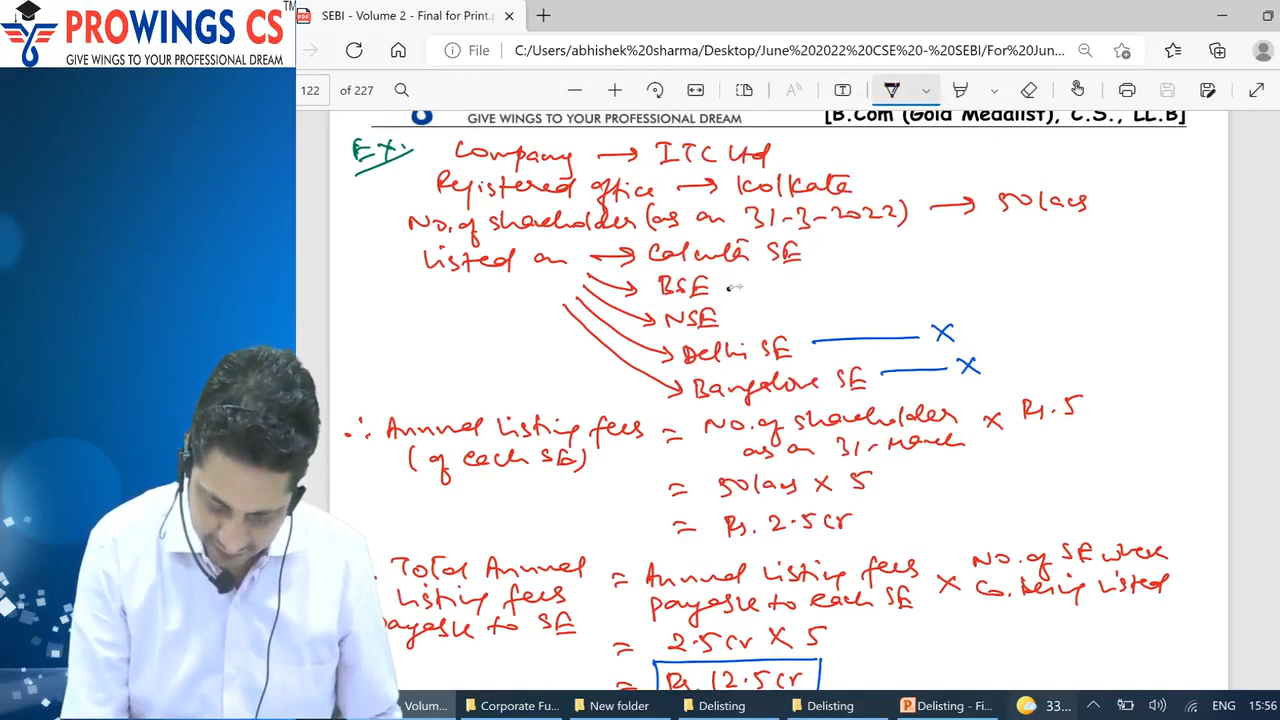 PROWINGS CS™
GIVE WINGS TO YOUR PROFESSIONAL DREAM
SEBI - Volume 2 - Final for Print.p
File
C:/Users/abhishek%20sharma/Desktop/June%202022%20CSE%20-%20SEBI/For%20Jun...
122 of 227
GIVE WINGS TO YOUR PROFESSIONAL DREAM
[B.Com (Gold Medalist), C.S., LL.B]
Ex.
Company → ITC Ltd
Registered office → Kolkata
No. of shareholder (as on 31-3-2022) → 50 lacs
Listed on → Calcutta SE
→ BSE
→ NSE
→ Delhi SE — X
→ Bangalore SE — X
∴ Annual Listing fees = No. of shareholder × Rs. 5
(of each SE) as on 31-March
= 50 lacs × 5
= Rs. 2.5 cr
Total Annual = Annual Listing fees × No. of SE where
Listing fees payable to each SE Co. being Listed
payable to SE
= 2.5 cr × 5
= Rs. 12.5 cr
Volum...
Corporate Fu...
New folder
Delisting
Delisting
Delisting - Fi...
33...
ENG
15:56